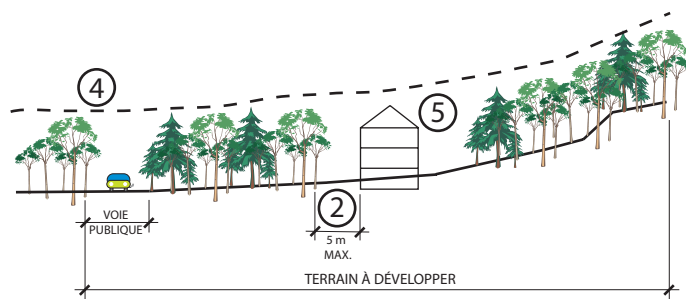 4
5
2
VOIE
PUBLIQUE
5 m
MAX.
TERRAIN À DÉVELOPPER